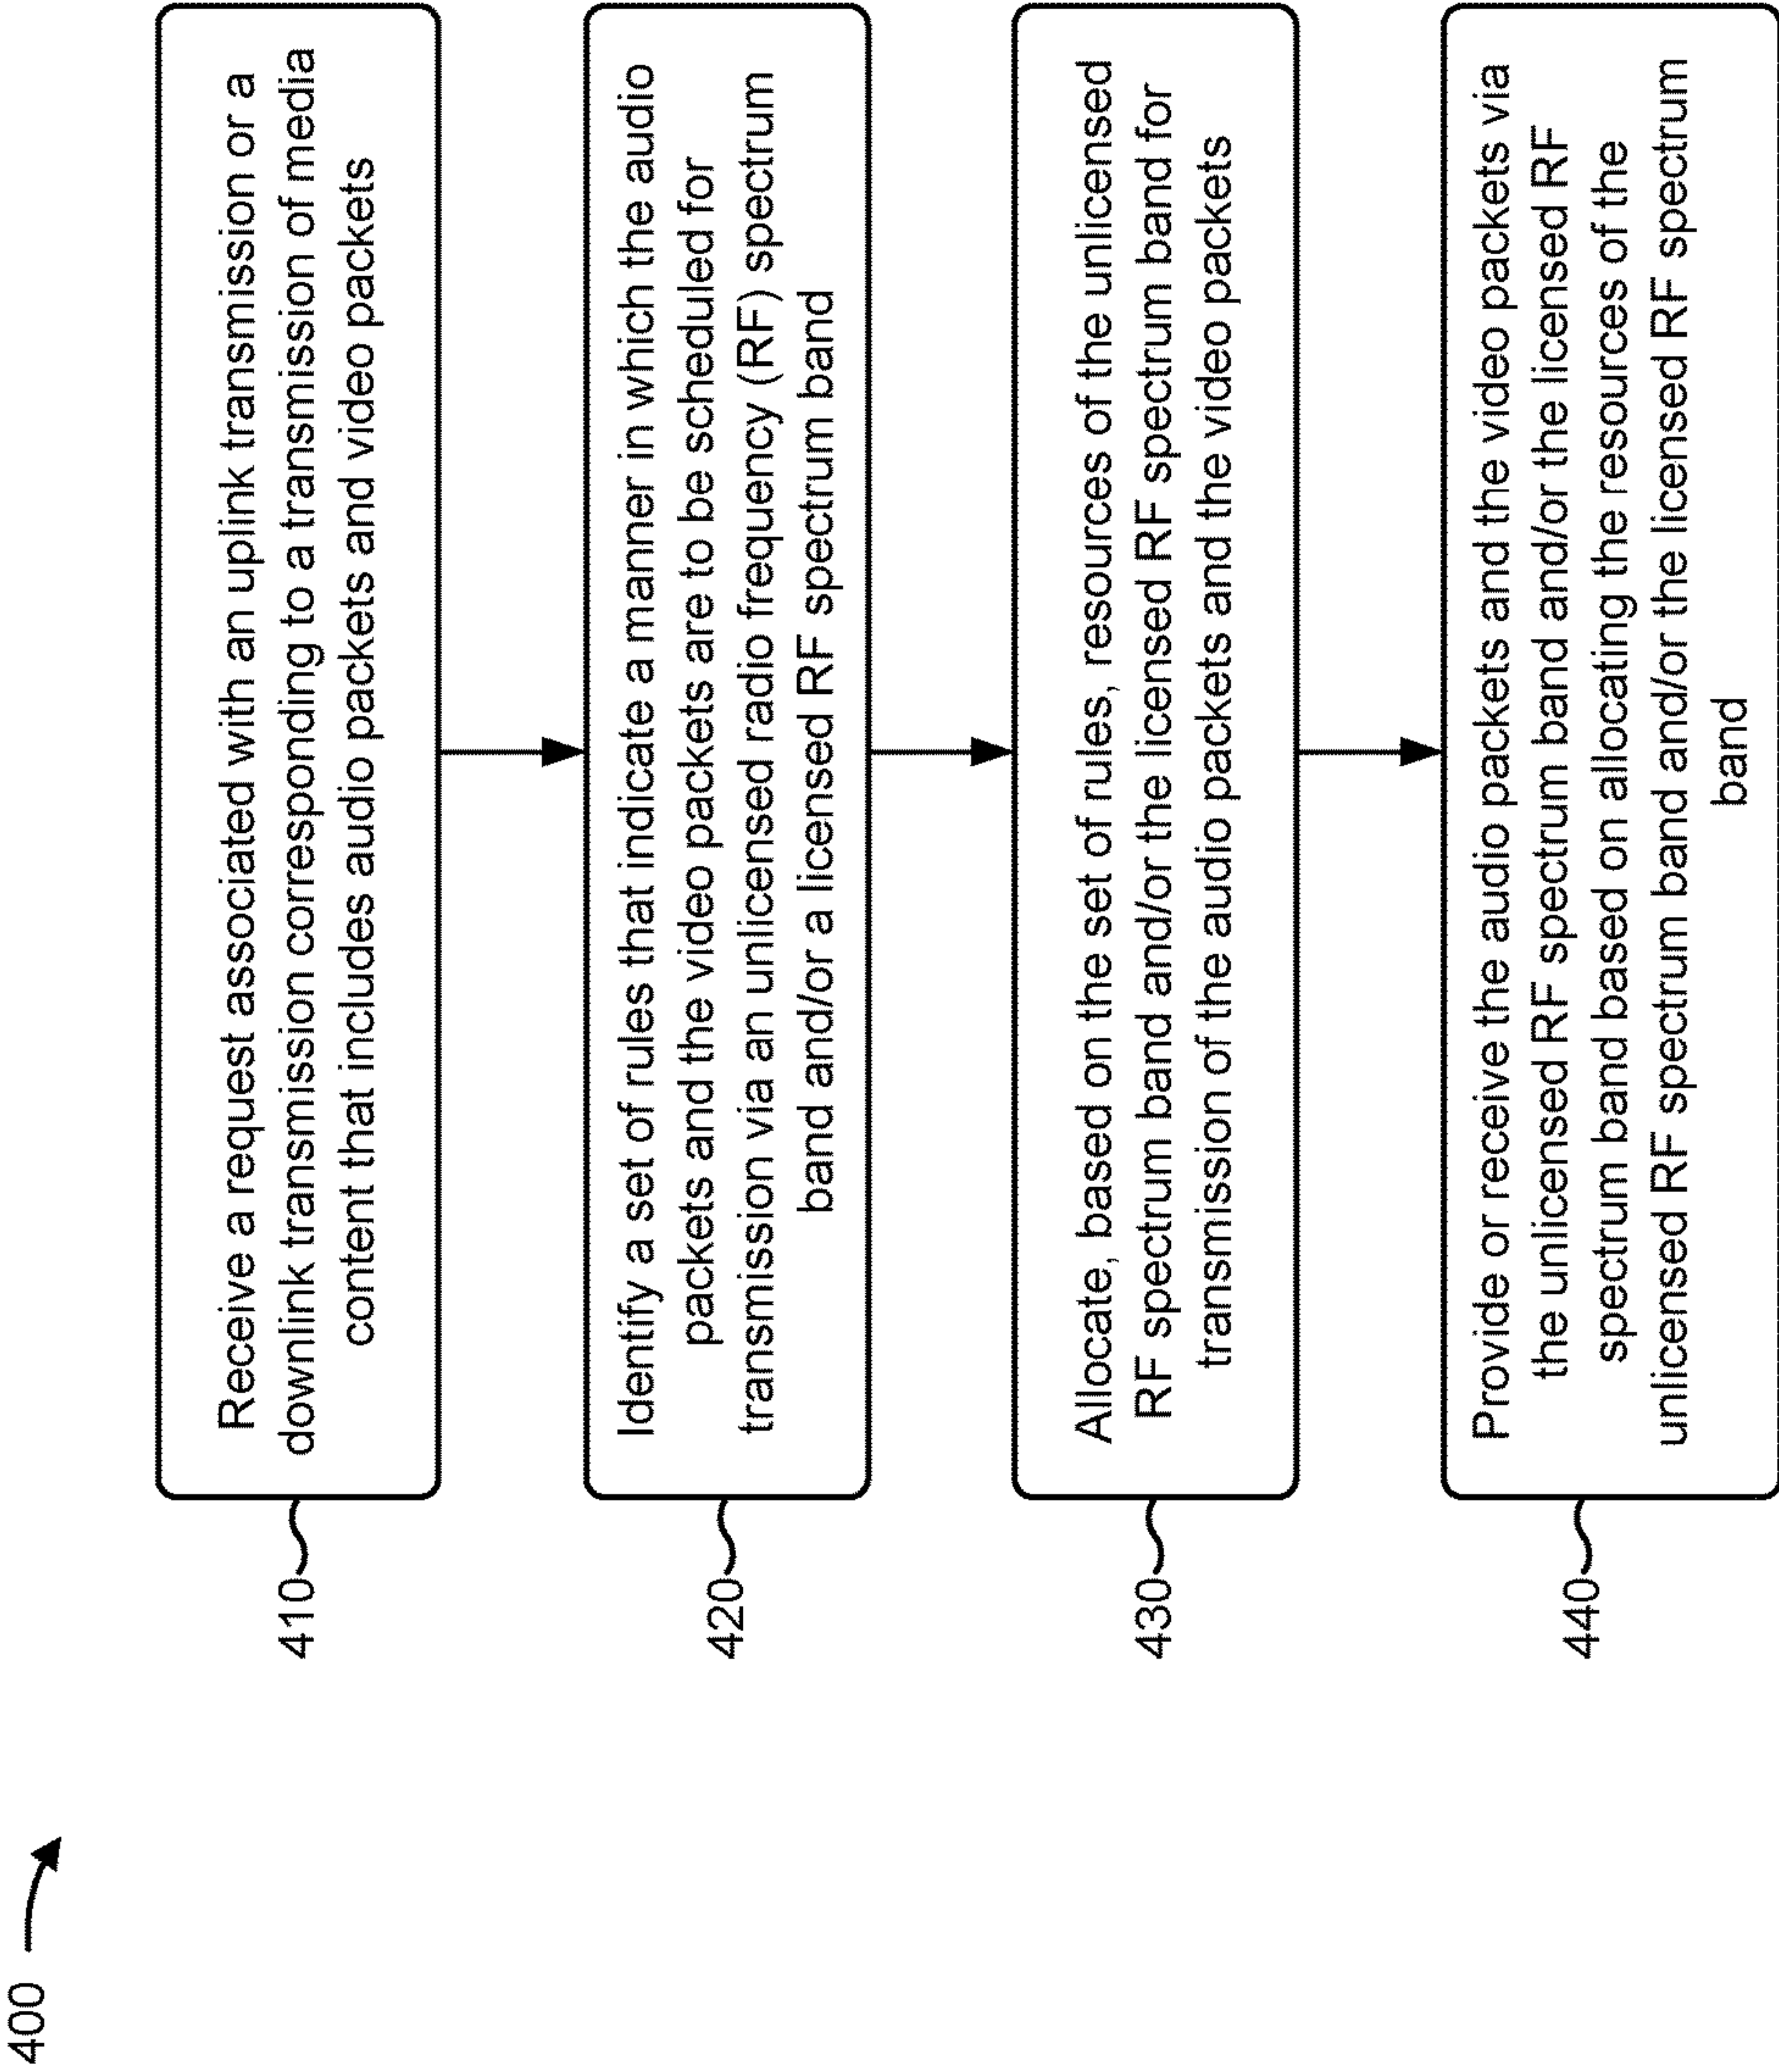 400
410
Receive a request associated with an uplink transmission or a
downlink transmission corresponding to a transmission of media
content that includes audio packets and video packets
420
Identify a set of rules that indicate a manner in which the audio
packets and the video packets are to be scheduled for
transmission via an unlicensed radio frequency (RF) spectrum
band and/or a licensed RF spectrum band
430
Allocate, based on the set of rules, resources of the unlicensed
RF spectrum band and/or the licensed RF spectrum band for
transmission of the audio packets and the video packets
440
Provide or receive the audio packets and the video packets via
the unlicensed RF spectrum band and/or the licensed RF
spectrum band based on allocating the resources of the
unlicensed RF spectrum band and/or the licensed RF spectrum
band